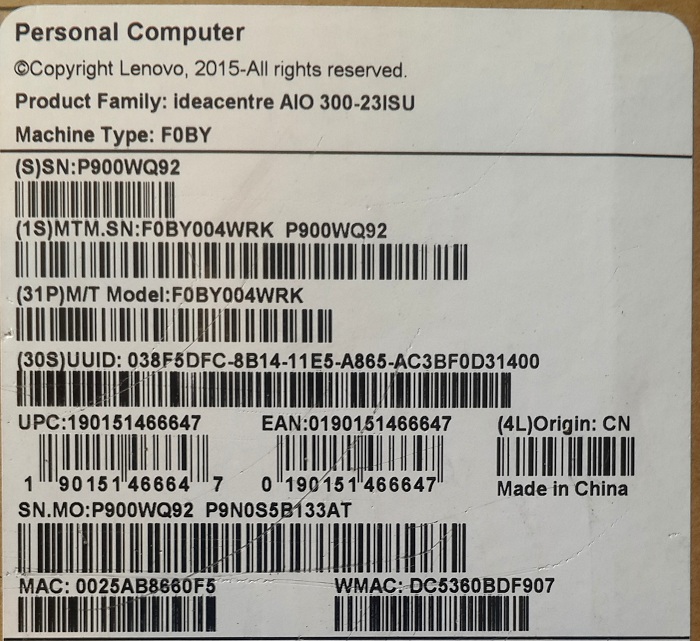 Personal Computer
©Copyright Lenovo, 2015-All rights reserved.
Product Family: ideacentre AIO 300-23ISU
Machine Type: F0BY
(S)SN:P900WQ92
(1S)MTM.SN:F0BY004WRK P900WQ92
(31P)M/T Model:F0BY004WRK
(30S)UUID: 038F5DFC-8B14-11E5-A865-AC3BF0D31400
UPC:190151466647 EAN:0190151466647 (4L)Origin: CN
1 90151 46664 7 0 190151 466647 Made in China
SN.MO:P900WQ92 P9N0S5B133AT
MAC: 0025AB8660F5 WMAC: DC5360BDF907